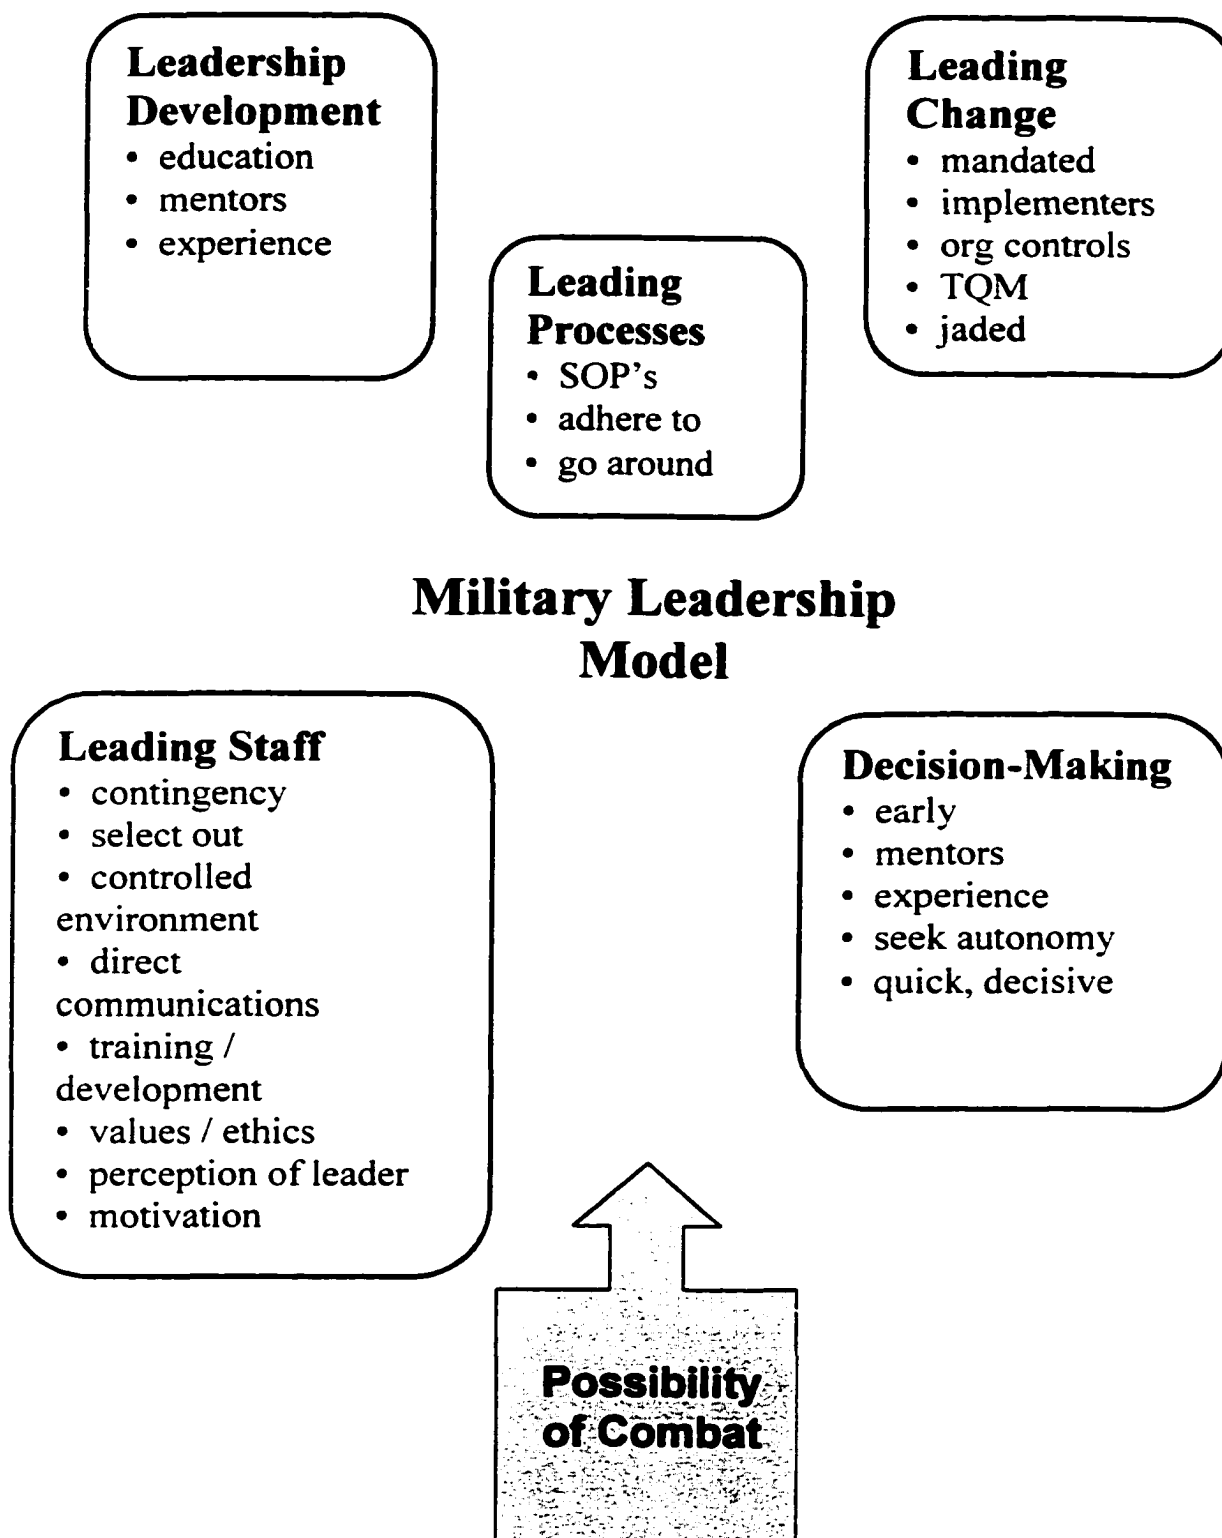 Leadership
Development
• education
• mentors
• experience
Leading
Change
• mandated
• implementers
• org controls
• TQM
• jaded
Leading
Processes
• SOP's
• adhere to
• go around
Military Leadership
Model
Leading Staff
• contingency
• select out
• controlled
environment
• direct
communications
• training /
development
• values / ethics
• perception of leader
• motivation
Decision-Making
• early
• mentors
• experience
• seek autonomy
• quick, decisive
Possibility
of Combat